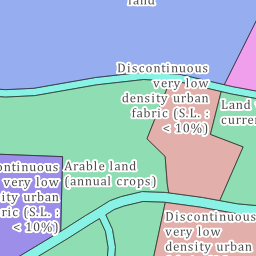 land
Discontinuous
very low
density urban
fabric (S.L. :
< 10%)
Land
curren
Arable land
(annual crops)
continuous
very low
ity urban
ric (S.L. :
< 10%)
Discontinuous
very low
density urban